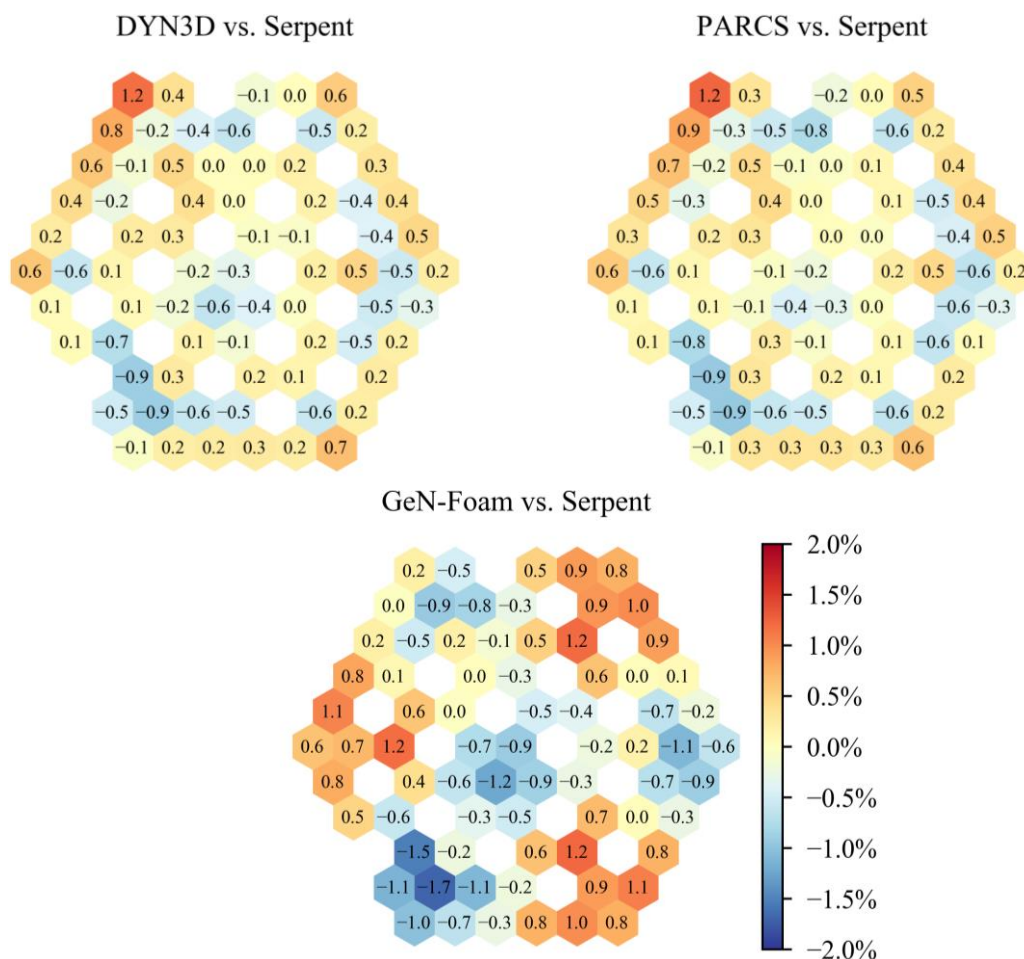 DYN3D vs. Serpent
1.2 0.4 −0.1 0.0 0.6
0.8 −0.2 −0.4 −0.6 −0.5 0.2
0.6 −0.1 0.5 0.0 0.0 0.2 0.3
0.4 −0.2 0.4 0.0 0.2 −0.4 0.4
0.2 0.2 0.3 −0.1 −0.1 −0.4 0.5
0.6 −0.6 0.1 −0.2 −0.3 0.2 0.5 −0.5 0.2
0.1 0.1 −0.2 −0.6 −0.4 0.0 −0.5 −0.3
0.1 −0.7 0.1 −0.1 0.2 −0.5 0.2
−0.9 0.3 0.2 0.1 0.2
−0.5 −0.9 −0.6 −0.5 −0.6 0.2
−0.1 0.2 0.2 0.3 0.2 0.7
PARCS vs. Serpent
1.2 0.3 −0.2 0.0 0.5
0.9 −0.3 −0.5 −0.8 −0.6 0.2
0.7 −0.2 0.5 −0.1 0.0 0.1 0.4
0.5 −0.3 0.4 0.0 0.1 −0.5 0.4
0.3 0.2 0.3 0.0 0.0 −0.4 0.5
0.6 −0.6 0.1 −0.1 −0.2 0.2 0.5 −0.6 0.2
0.1 0.1 −0.1 −0.4 −0.3 0.0 −0.6 −0.3
0.1 −0.8 0.3 −0.1 0.1 −0.6 0.1
−0.9 0.3 0.2 0.1 0.2
−0.5 −0.9 −0.6 −0.5 −0.6 0.2
−0.1 0.3 0.3 0.3 0.3 0.6
GeN-Foam vs. Serpent
0.2 −0.5 0.5 0.9 0.8
0.0 −0.9 −0.8 −0.3 0.9 1.0
0.2 −0.5 0.2 −0.1 0.5 1.2 0.9
0.8 0.1 0.0 −0.3 0.6 0.0 0.1
1.1 0.6 0.0 −0.5 −0.4 −0.7 −0.2
0.6 0.7 1.2 −0.7 −0.9 −0.2 0.2 −1.1 −0.6
0.8 0.4 −0.6 −1.2 −0.9 −0.3 −0.7 −0.9
0.5 −0.6 −0.3 −0.5 0.7 0.0 −0.3
−1.5 −0.2 0.6 1.2 0.8
−1.1 −1.7 −1.1 −0.2 0.9 1.1
−1.0 −0.7 −0.3 0.8 1.0 0.8
2.0%
1.5%
1.0%
0.5%
0.0%
−0.5%
−1.0%
−1.5%
−2.0%